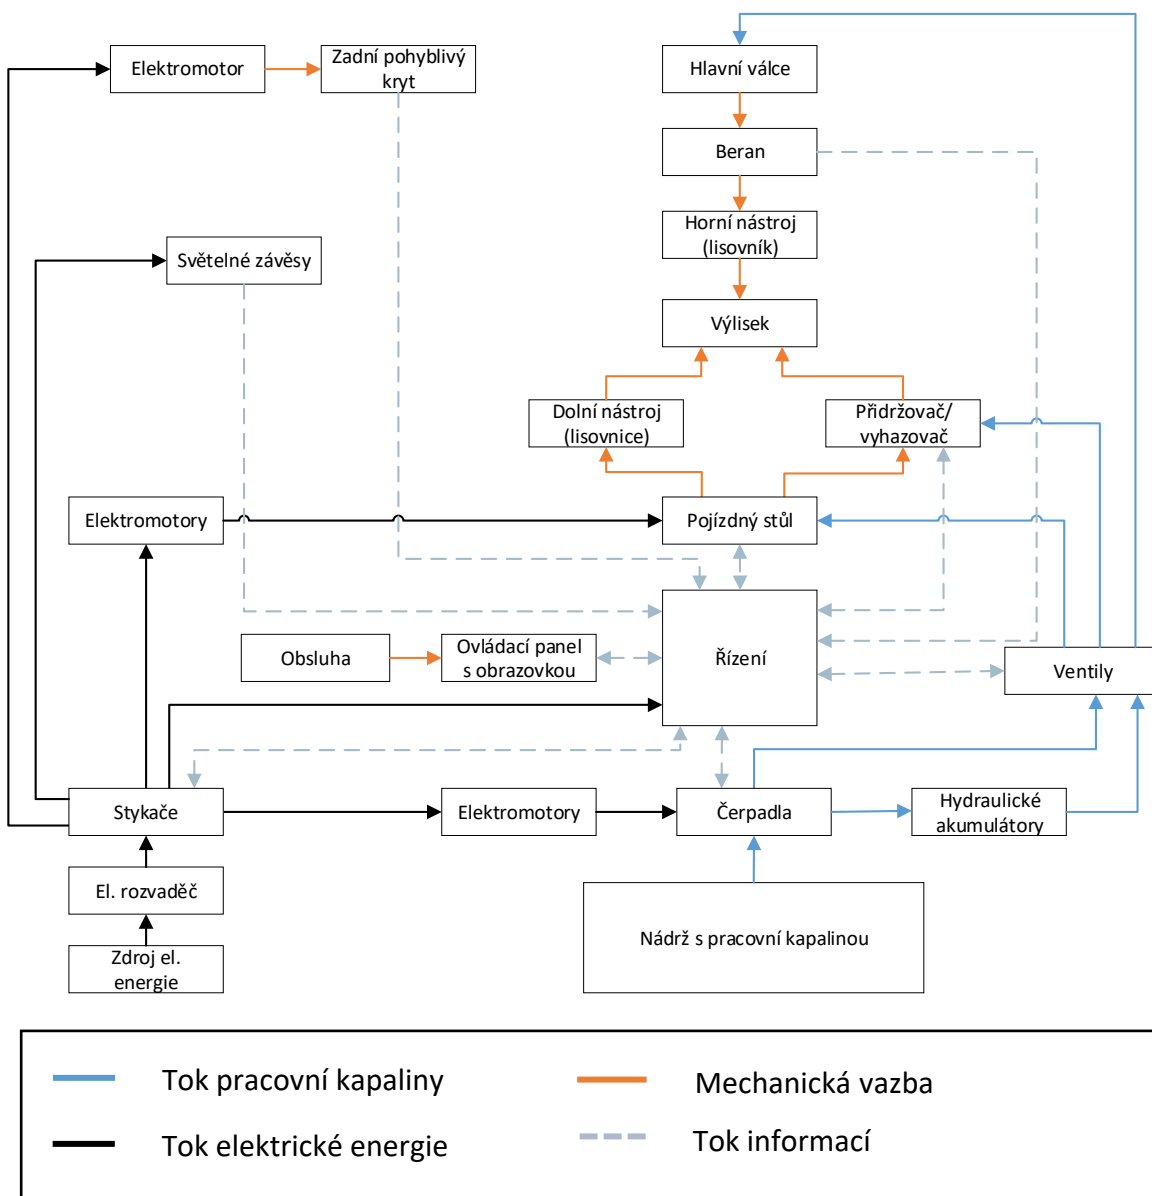 Elektromotor
Zadní pohyblivý
kryt
Hlavní válce
Beran
Horní nástroj
(lisovník)
Světelné závěsy
Výlisek
Dolní nástroj
(lisovnice)
Přidržovač/
vyhazovač
Elektromotory
Pojízdný stůl
Obsluha
Ovládací panel
s obrazovkou
Řízení
Ventily
Stykače
Elektromotory
Čerpadla
Hydraulické
akumulátory
El. rozvaděč
Nádrž s pracovní kapalinou
Zdroj el.
energie
Tok pracovní kapaliny
Mechanická vazba
Tok elektrické energie
Tok informací